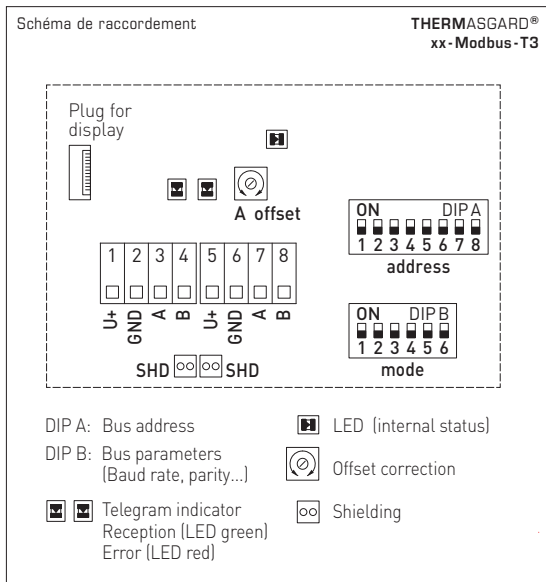 Schéma de raccordement
THERMASGARD®
xx-Modbus-T3
Plug for
display
A offset
ON DIP A
1 2 3 4 5 6 7 8
address
1 2 3 4 5 6 7 8
U+ GND A B U+ GND A B
ON DIP B
1 2 3 4 5 6
mode
SHD SHD
DIP A: Bus address
DIP B: Bus parameters
(Baud rate, parity...)
Telegram indicator
Reception (LED green)
Error (LED red)
LED (internal status)
Offset correction
Shielding